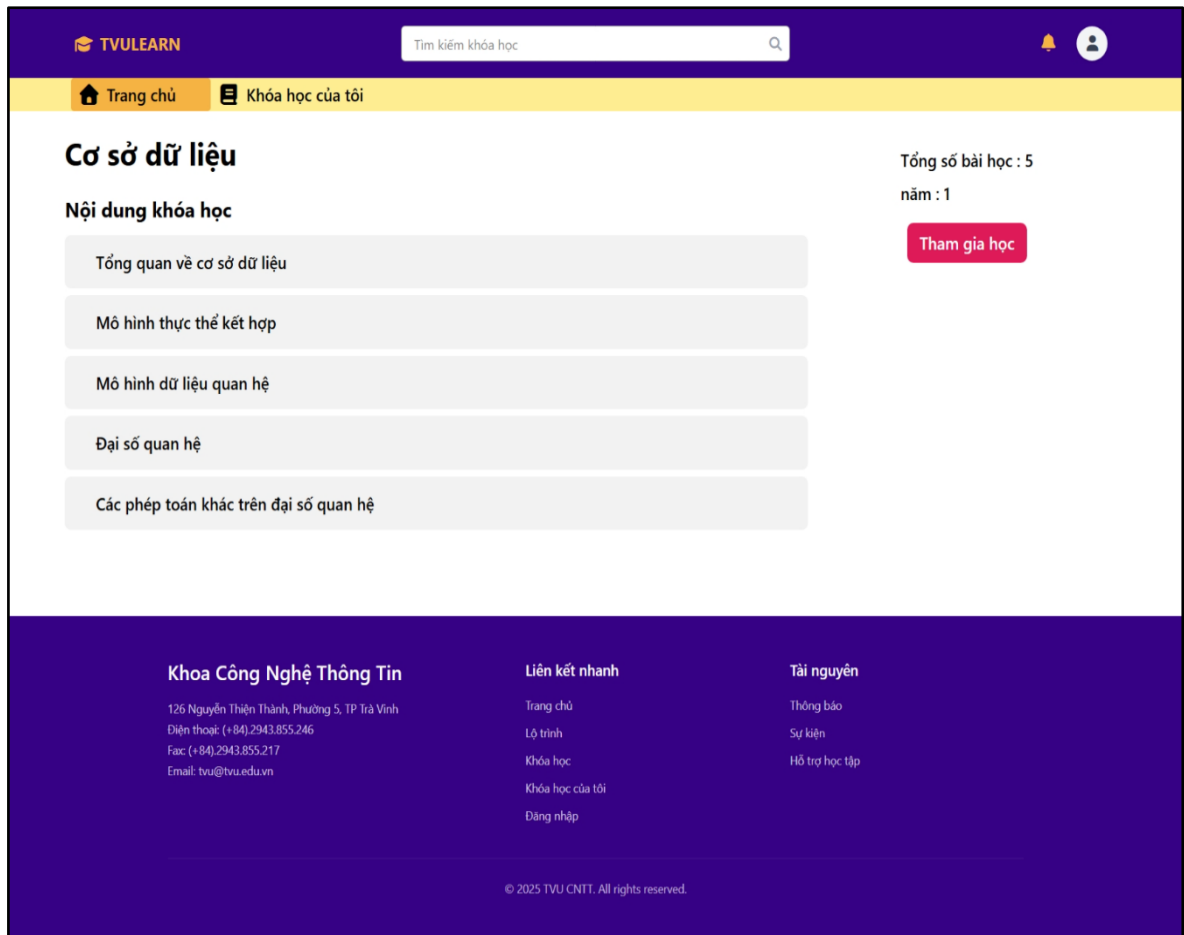 TVULEARN
Tìm kiếm khóa học
Trang chủ
Khóa học của tôi
Cơ sở dữ liệu
Tổng số bài học : 5
năm : 1
Tham gia học
Nội dung khóa học
Tổng quan về cơ sở dữ liệu
Mô hình thực thể kết hợp
Mô hình dữ liệu quan hệ
Đại số quan hệ
Các phép toán khác trên đại số quan hệ
Khoa Công Nghệ Thông Tin
126 Nguyễn Thiện Thành, Phường 5, TP Trà Vinh
Điện thoại: (+84).2943.855.246
Fax: (+84).2943.855.217
Email: tvu@tvu.edu.vn
Liên kết nhanh
Trang chủ
Lộ trình
Khóa học
Khóa học của tôi
Đăng nhập
Tài nguyên
Thông báo
Sự kiện
Hỗ trợ học tập
© 2025 TVU CNTT. All rights reserved.